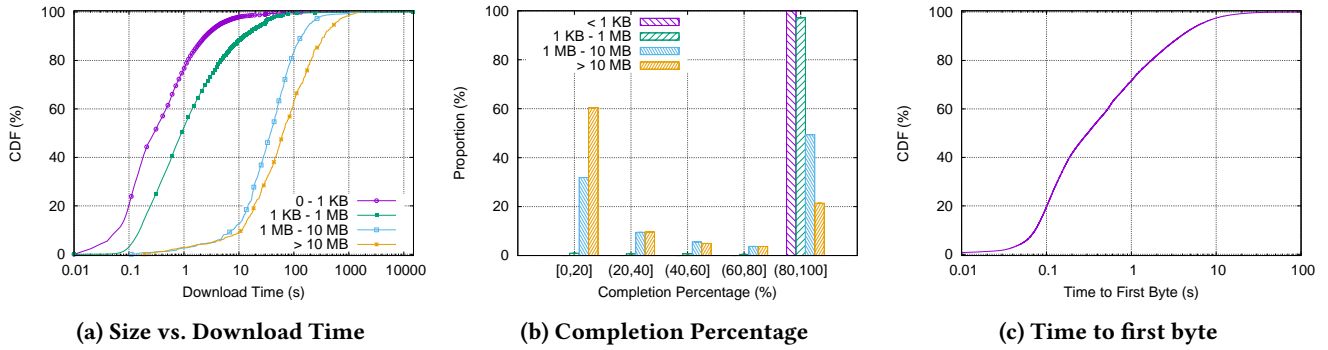 100
80
60
40
20
0
CDF (%)
0 - 1 KB
1 KB - 1 MB
1 MB - 10 MB
> 10 MB
0.01 0.1 1 10 100 1000 10000
Download Time (s)
(a) Size vs. Download Time
100
80
60
40
20
0
Proportion (%)
< 1 KB
1 KB - 1 MB
1 MB - 10 MB
> 10 MB
[0,20] (20,40] (40,60] (60,80] (80,100]
Completion Percentage (%)
(b) Completion Percentage
100
80
60
40
20
0
CDF (%)
0.01 0.1 1 10 100
Time to First Byte (s)
(c) Time to first byte